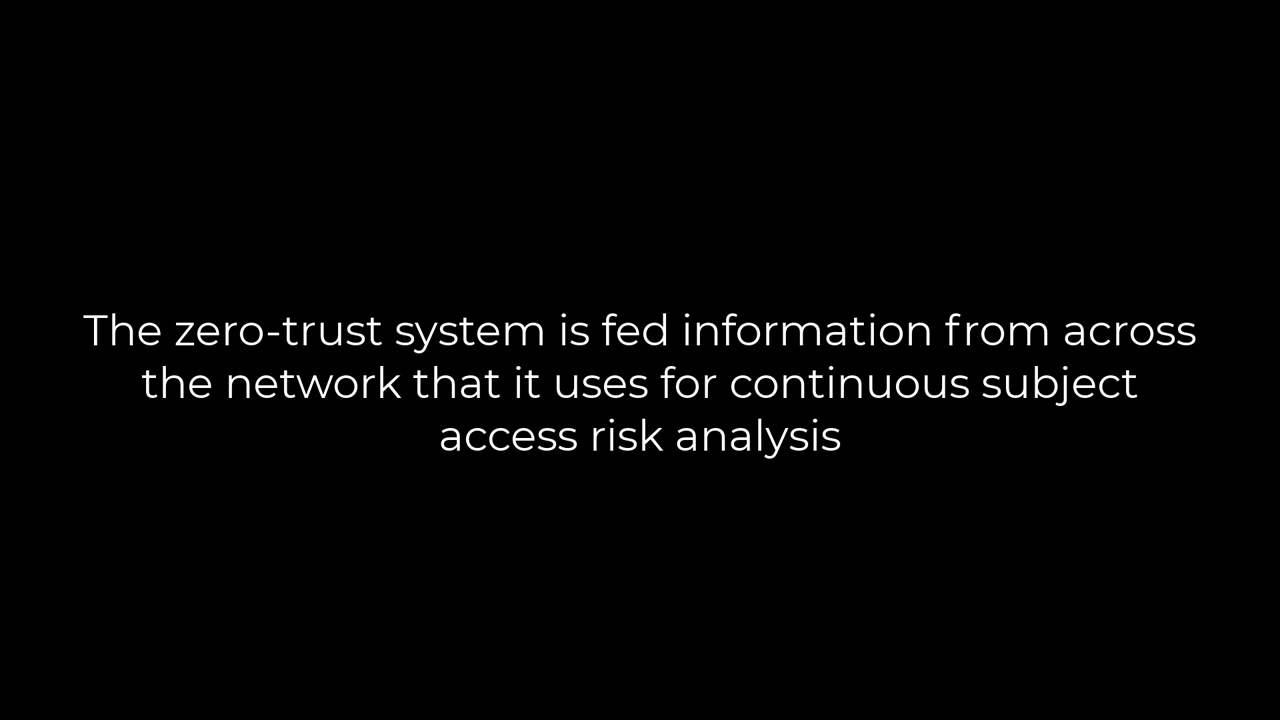 The zero-trust system is fed information from across
the network that it uses for continuous subject
access risk analysis